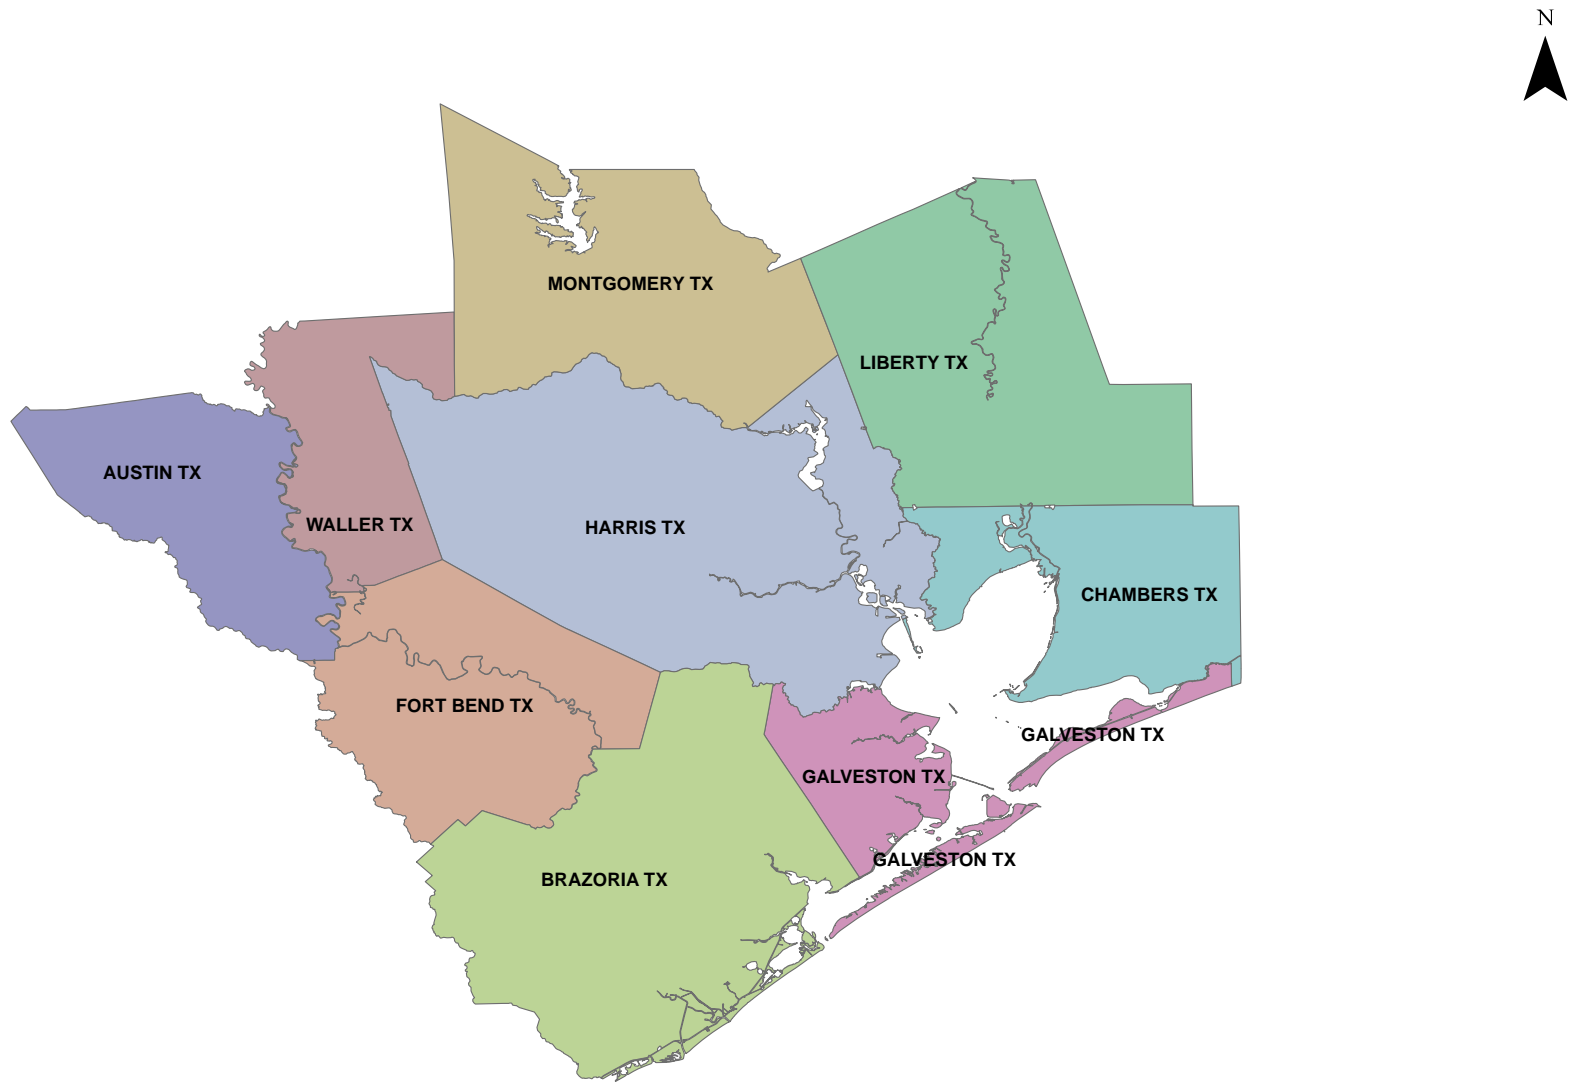 N
MONTGOMERY TX
LIBERTY TX
AUSTIN TX
WALLER TX
HARRIS TX
CHAMBERS TX
FORT BEND TX
GALVESTON TX
GALVESTON TX
GALVESTON TX
BRAZORIA TX